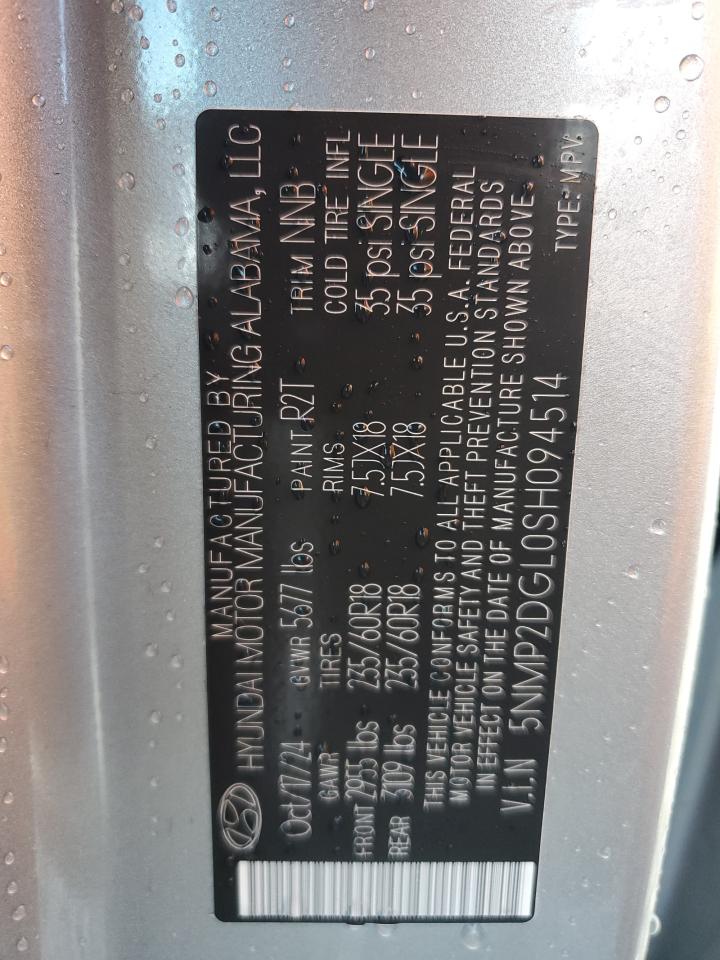 MANUFACTURED BY
HYUNDAI MOTOR MANUFACTURING ALABAMA, LLC
Oct/17/24 GVWR 5677 lbs PAINT R2T TRIM NNB
GAWR TIRES RIMS COLD TIRE INFL
FRONT 2955 lbs 235/60R18 7.5JX18 35 psi SINGLE
REAR 3109 lbs 235/60R18 7.5JX18 35 psi SINGLE
THIS VEHICLE CONFORMS TO ALL APPLICABLE U.S.A. FEDERAL
MOTOR VEHICLE SAFETY AND THEFT PREVENTION STANDARDS
IN EFFECT ON THE DATE OF MANUFACTURE SHOWN ABOVE.
V.I.N 5NMP2DGL0SH094514
TYPE: MPV